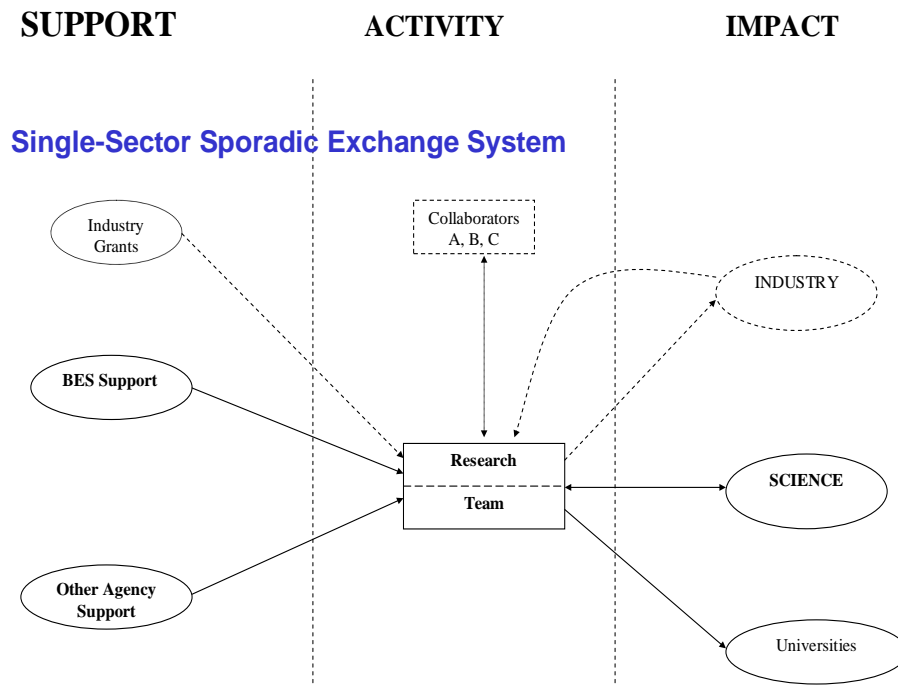 SUPPORT
ACTIVITY
IMPACT
Single-Sector Sporadic Exchange System
Industry
Grants
Collaborators
A, B, C
INDUSTRY
BES Support
Research
Team
SCIENCE
Other Agency
Support
Universities